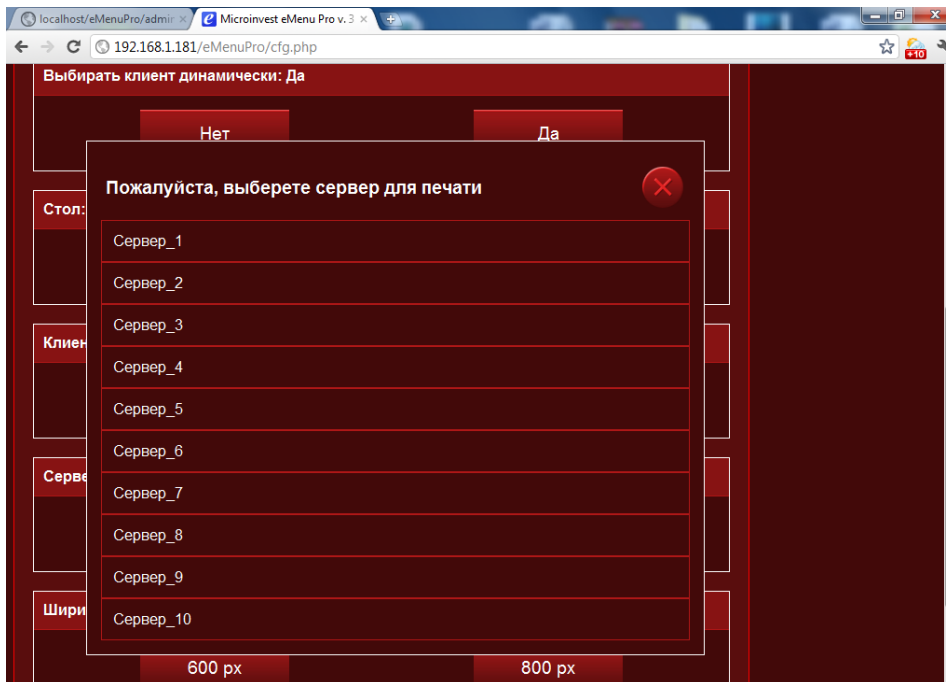 localhost/eMenuPro/admin
Microinvest eMenu Pro v. 3
192.168.1.181/eMenuPro/cfg.php
+10
Выбирать клиент динамически: Да
Нет
Да
Пожалуйста, выберете сервер для печати
Стол:
Сервер_1
Сервер_2
Сервер_3
Клиен
Сервер_4
Сервер_5
Сервер_6
Серве
Сервер_7
Сервер_8
Сервер_9
Шири
Сервер_10
600 px
800 px